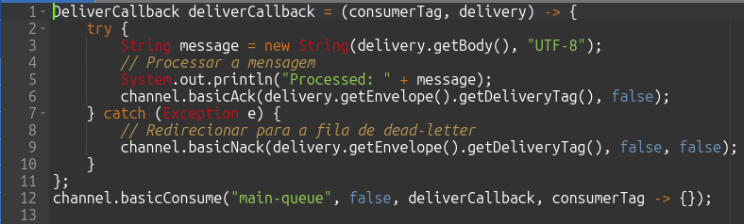 1 DeliverCallback deliverCallback = (consumerTag, delivery) -> {
2     try {
3         String message = new String(delivery.getBody(), "UTF-8");
4         // Processar a mensagem
5         System.out.println("Processed: " + message);
6         channel.basicAck(delivery.getEnvelope().getDeliveryTag(), false);
7     } catch (Exception e) {
8         // Redirecionar para a fila de dead-letter
9         channel.basicNack(delivery.getEnvelope().getDeliveryTag(), false, false);
10     }
11 };
12 channel.basicConsume("main-queue", false, deliverCallback, consumerTag -> {});
13